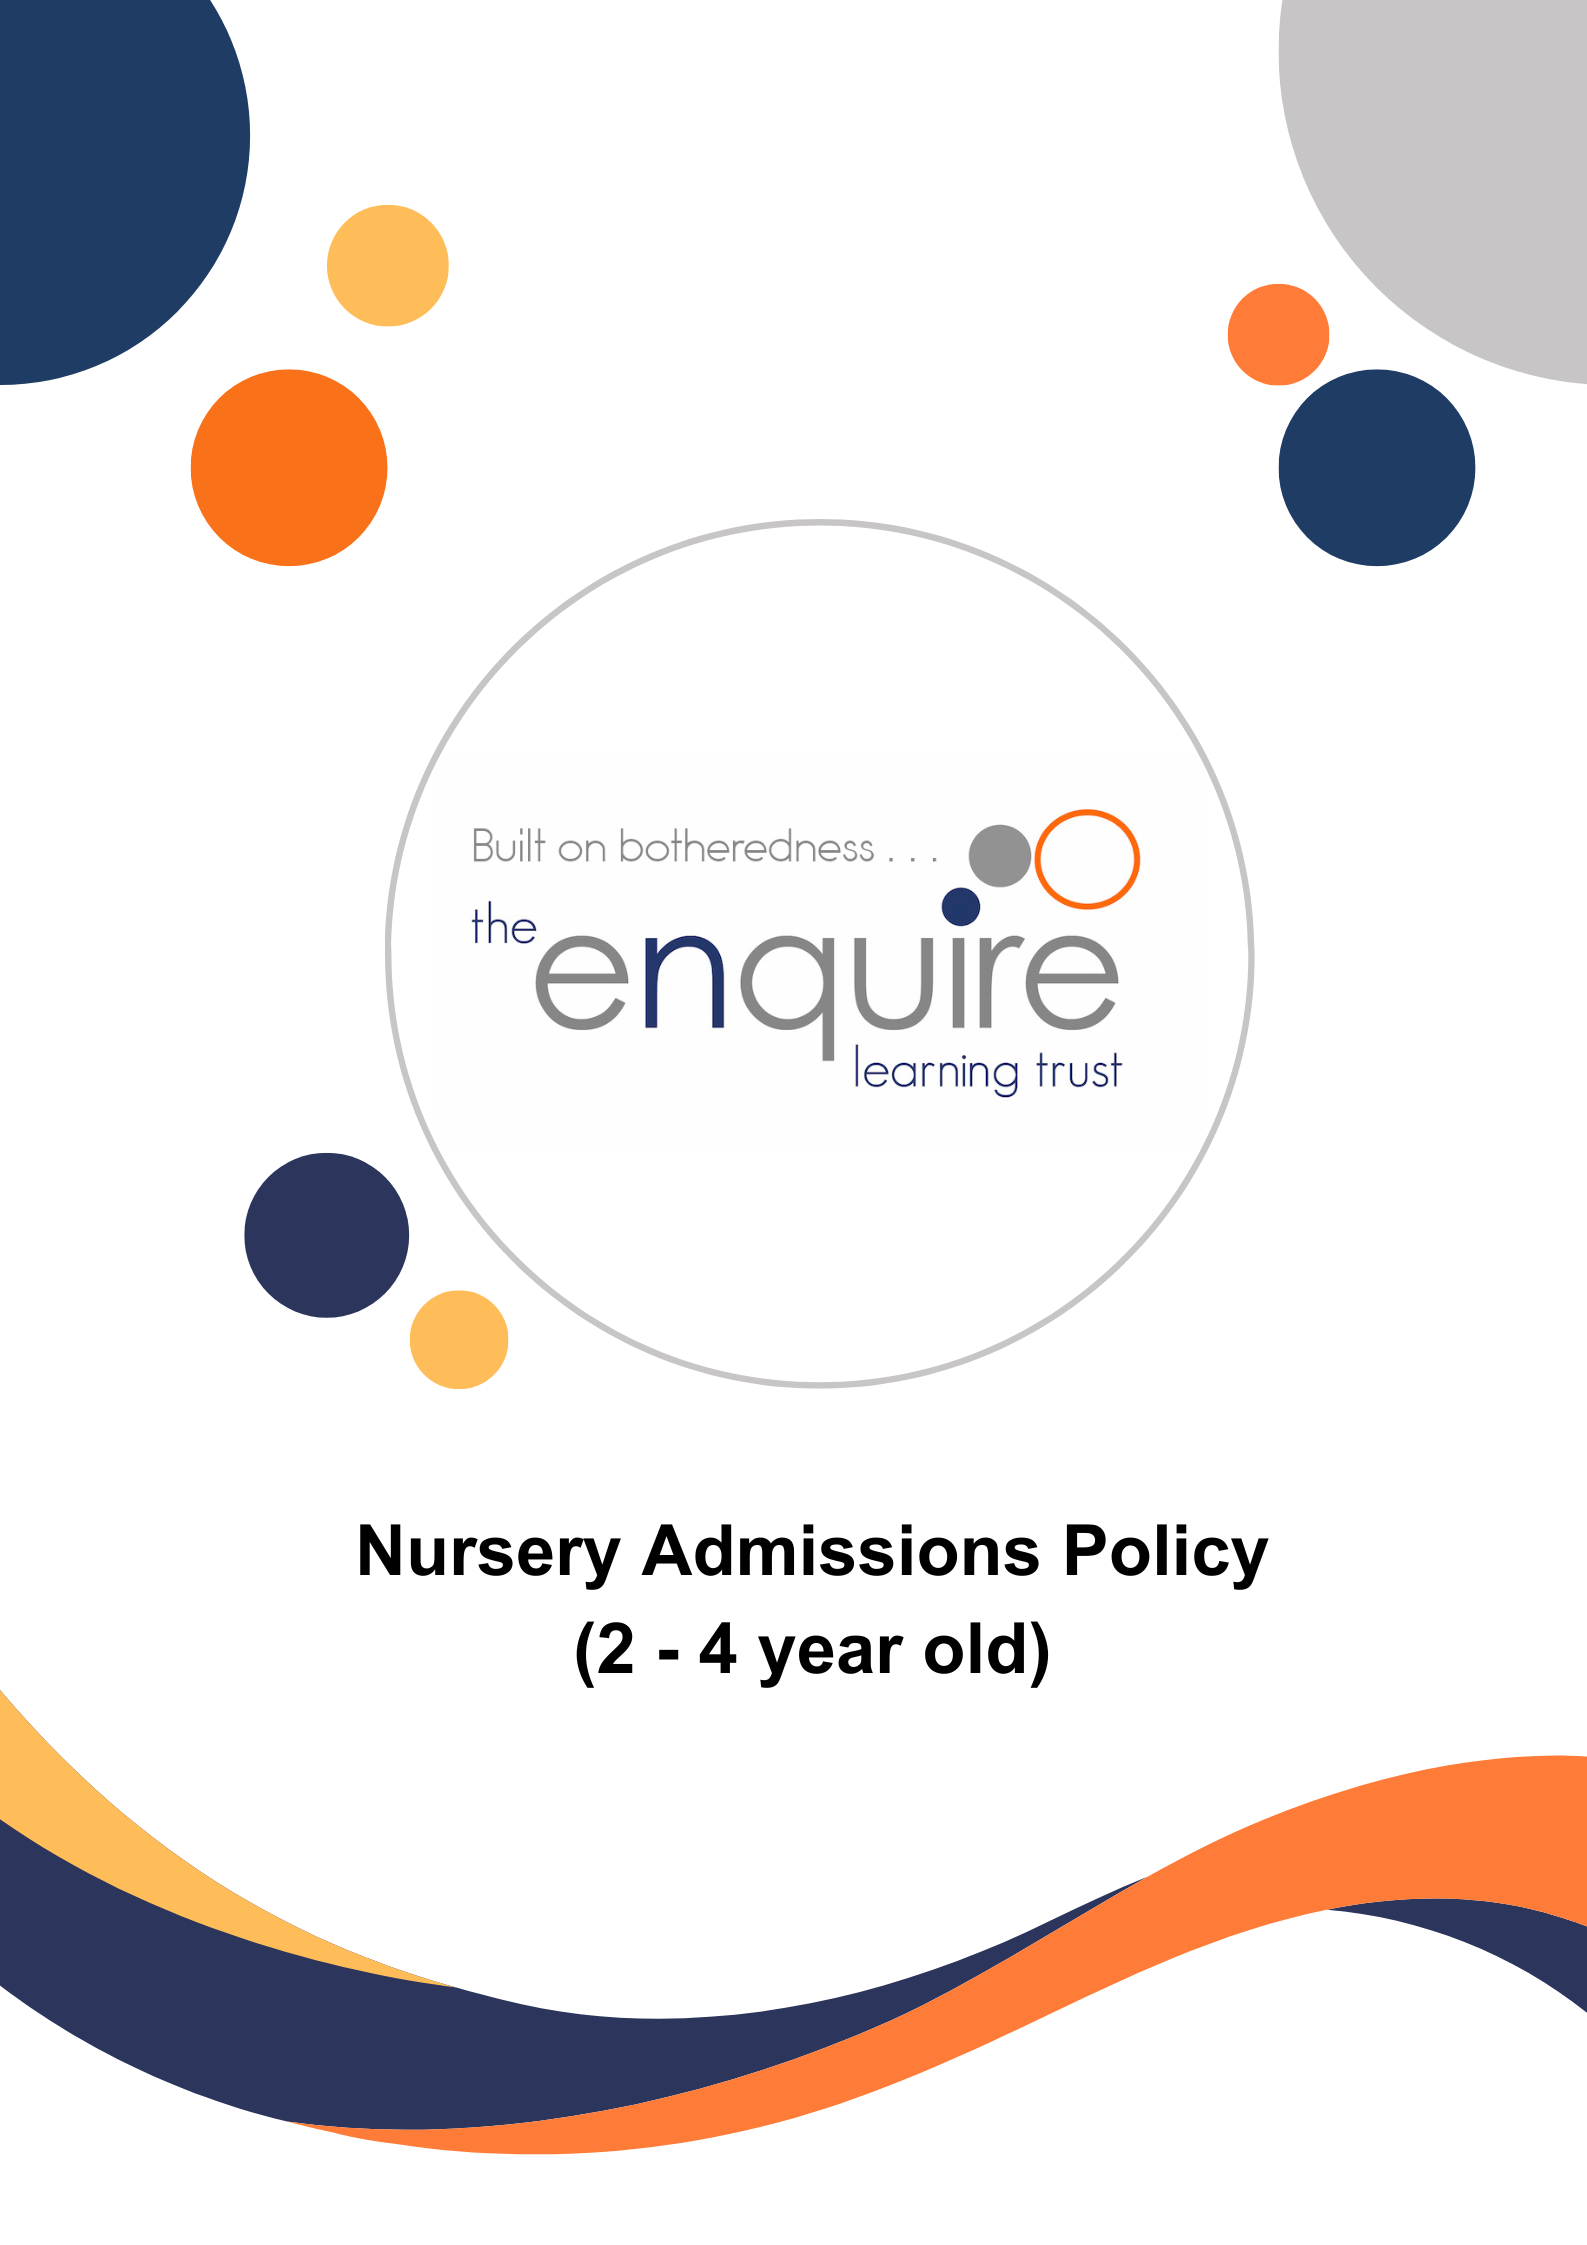 Built on botheredness . . .
the enquire
learning trust
Nursery Admissions Policy
(2 - 4 year old)